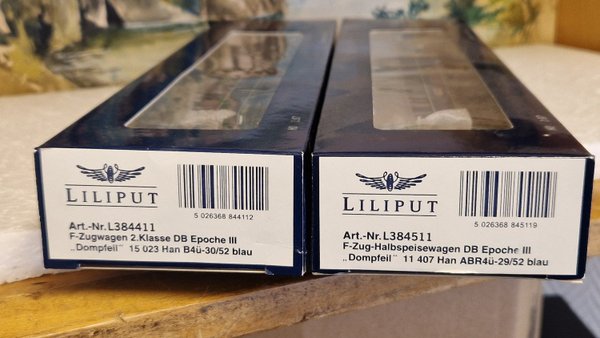 LILIPUT
5 026368 844112
Art.-Nr.L384411
F-Zugwagen 2.Klasse DB Epoche III
„Dompfeil“ 15 023 Han B4ü-30/52 blau
LILIPUT
5 026368 845119
Art.-Nr.L384511
F-Zug-Halbspeisewagen DB Epoche III
„Dompfeil“ 11 407 Han ABR4ü-29/52 blau